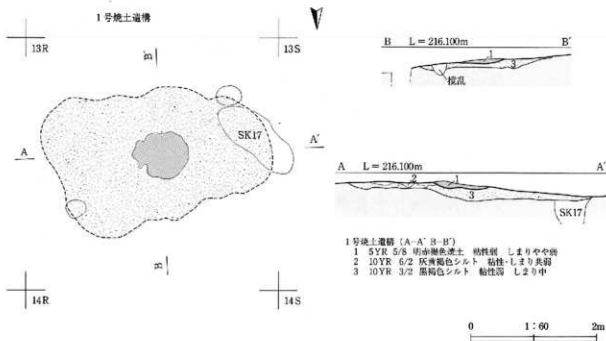 1号焼土遺構
13R
13S
B'
A
SK17
A'
B
14R
14S
B L = 216.100m B'
1
3
撹乱
A L = 216.100m A'
2
1
3
SK17
1号焼土遺構 (A-A' B-B')
1 5YR 5/8 明赤褐色焼土 粘性弱 しまりやや弱
2 10YR 6/2 灰黄褐色シルト 粘性・しまり共弱
3 10YR 3/2 黒褐色シルト 粘性弱 しまり中
0 1:60 2m